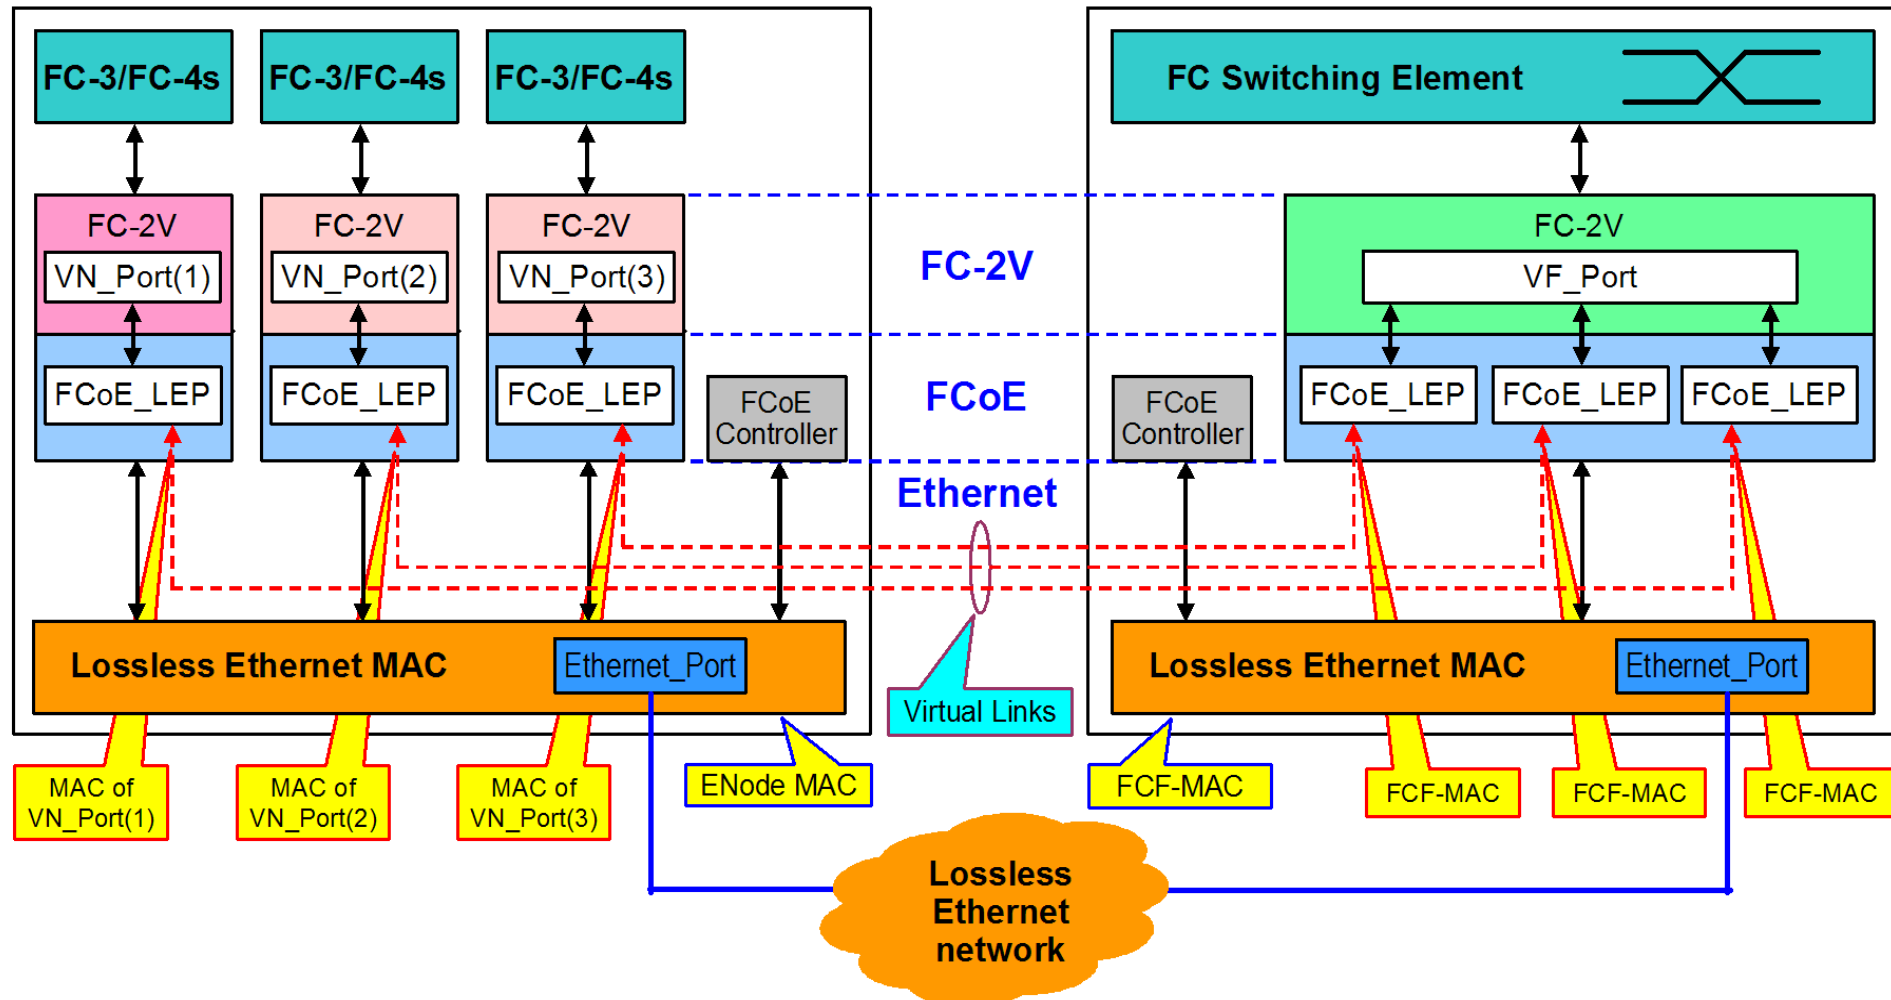 FC-3/FC-4s
FC-3/FC-4s
FC-3/FC-4s
FC Switching Element
FC-2V
FC-2V
FC-2V
FC-2V
VN_Port(1)
VN_Port(2)
VN_Port(3)
FC-2V
VF_Port
FCoE_LEP
FCoE_LEP
FCoE_LEP
FCoE
Controller
FCoE
FCoE
Controller
FCoE_LEP
FCoE_LEP
FCoE_LEP
Ethernet
Lossless Ethernet MAC
Ethernet_Port
Virtual Links
Lossless Ethernet MAC
Ethernet_Port
MAC of
VN_Port(1)
MAC of
VN_Port(2)
MAC of
VN_Port(3)
ENode MAC
FCF-MAC
FCF-MAC
FCF-MAC
FCF-MAC
Lossless
Ethernet
network